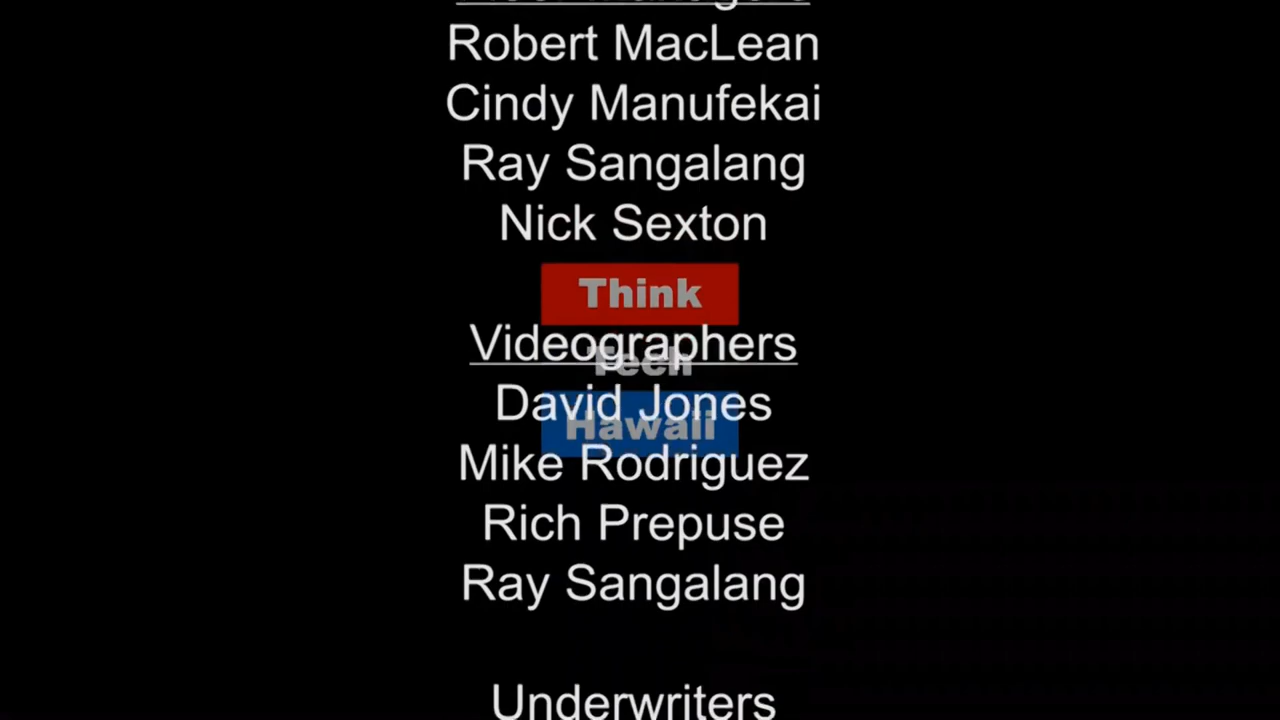 Robert MacLean
Cindy Manufekai
Ray Sangalang
Nick Sexton
Think
Videographers
Tech
David Jones
Hawaii
Mike Rodriguez
Rich Prepuse
Ray Sangalang
Underwriters